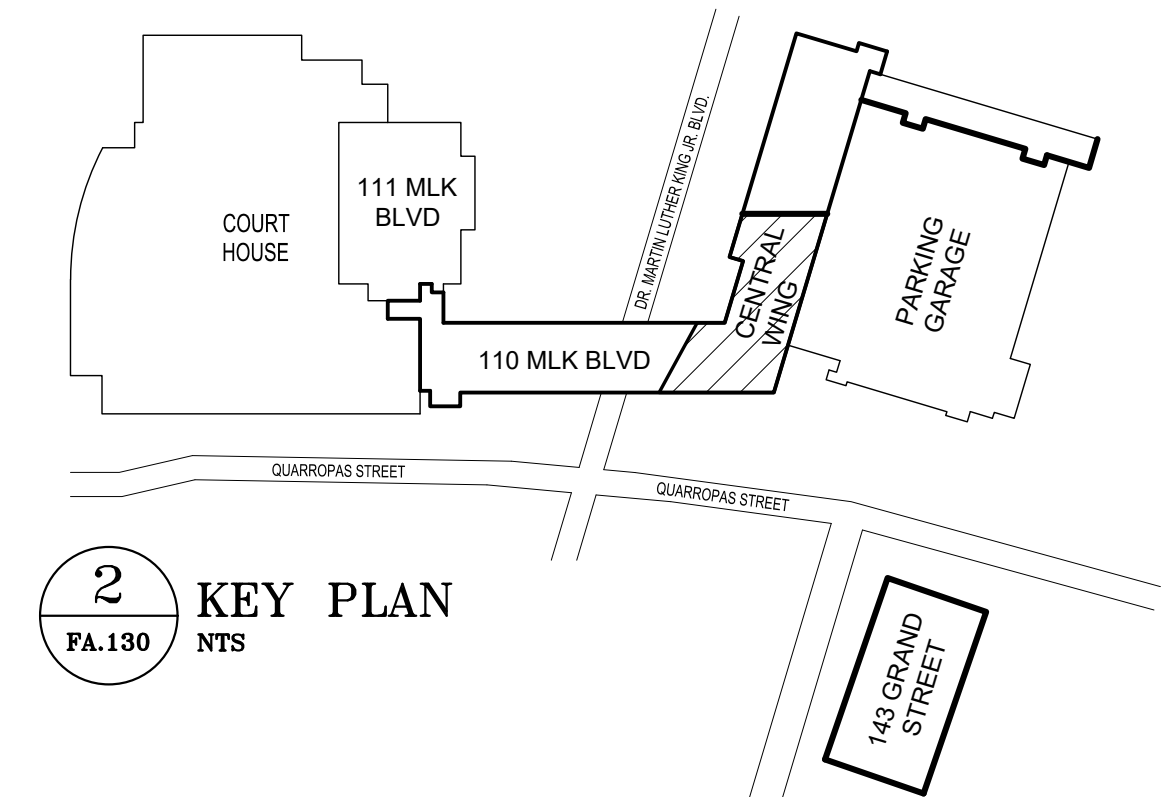 111 MLK
BLVD
COURT
HOUSE
DR. MARTIN LUTHER KING JR. BLVD.
CENTRAL
WING
PARKING
GARAGE
110 MLK BLVD
QUARROPAS STREET
QUARROPAS STREET
2
FA.130
KEY PLAN
NTS
143 GRAND
STREET